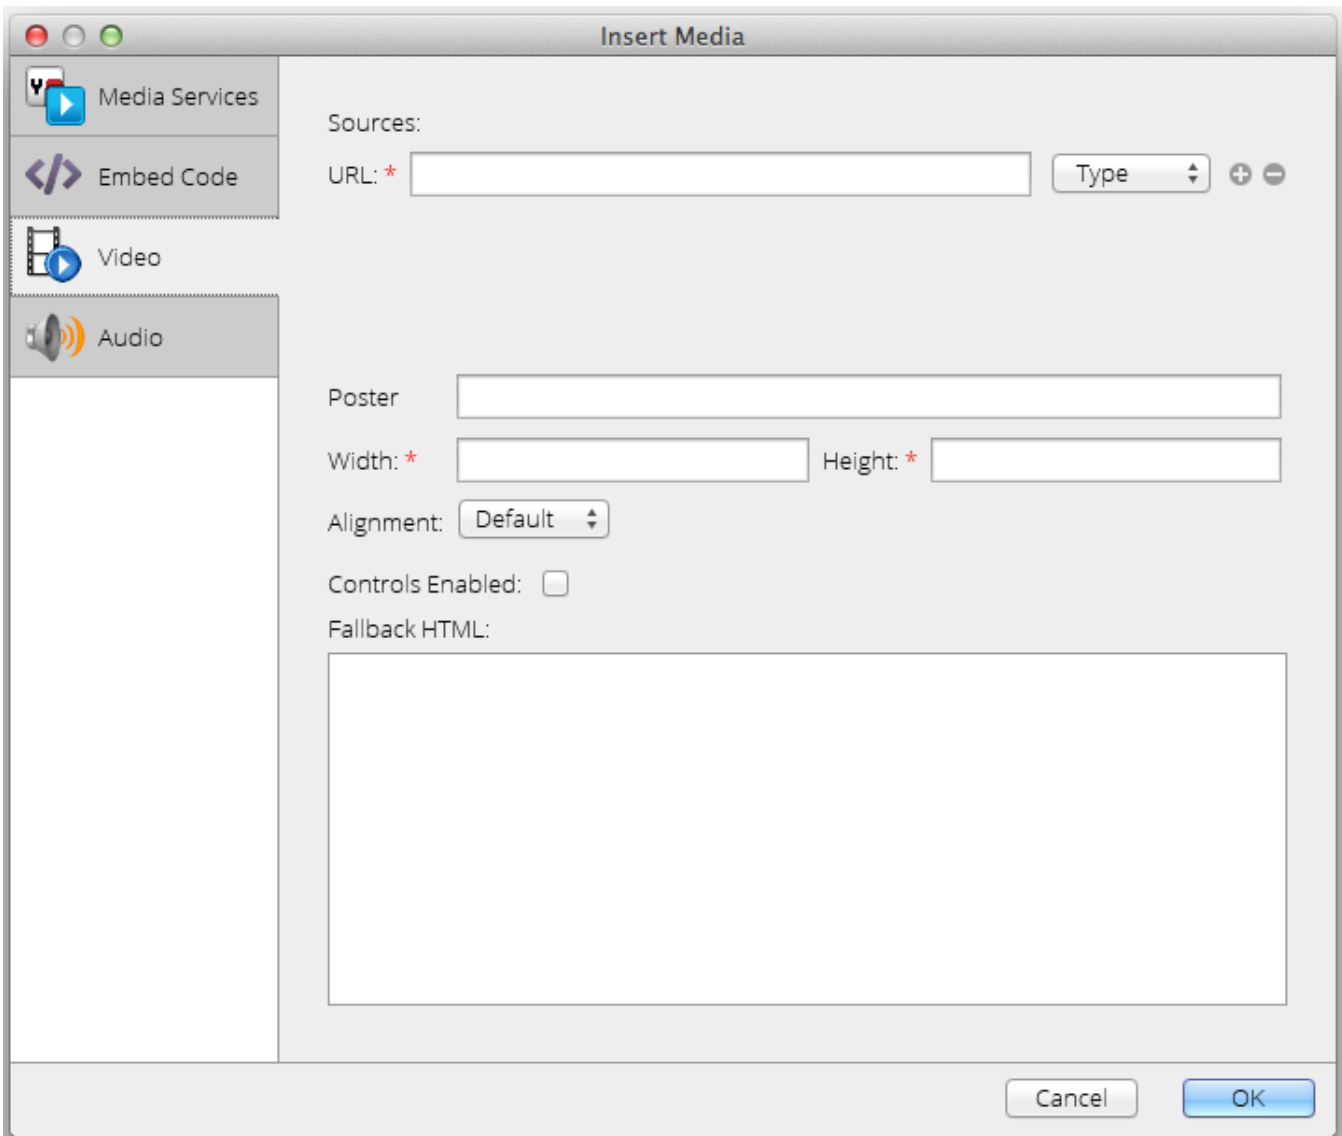 Insert Media
Media Services
Embed Code
Video
Audio
Sources:
URL: *
Type
Poster
Width: *
Height: *
Alignment:
Default
Controls Enabled:
Fallback HTML:
Cancel
OK